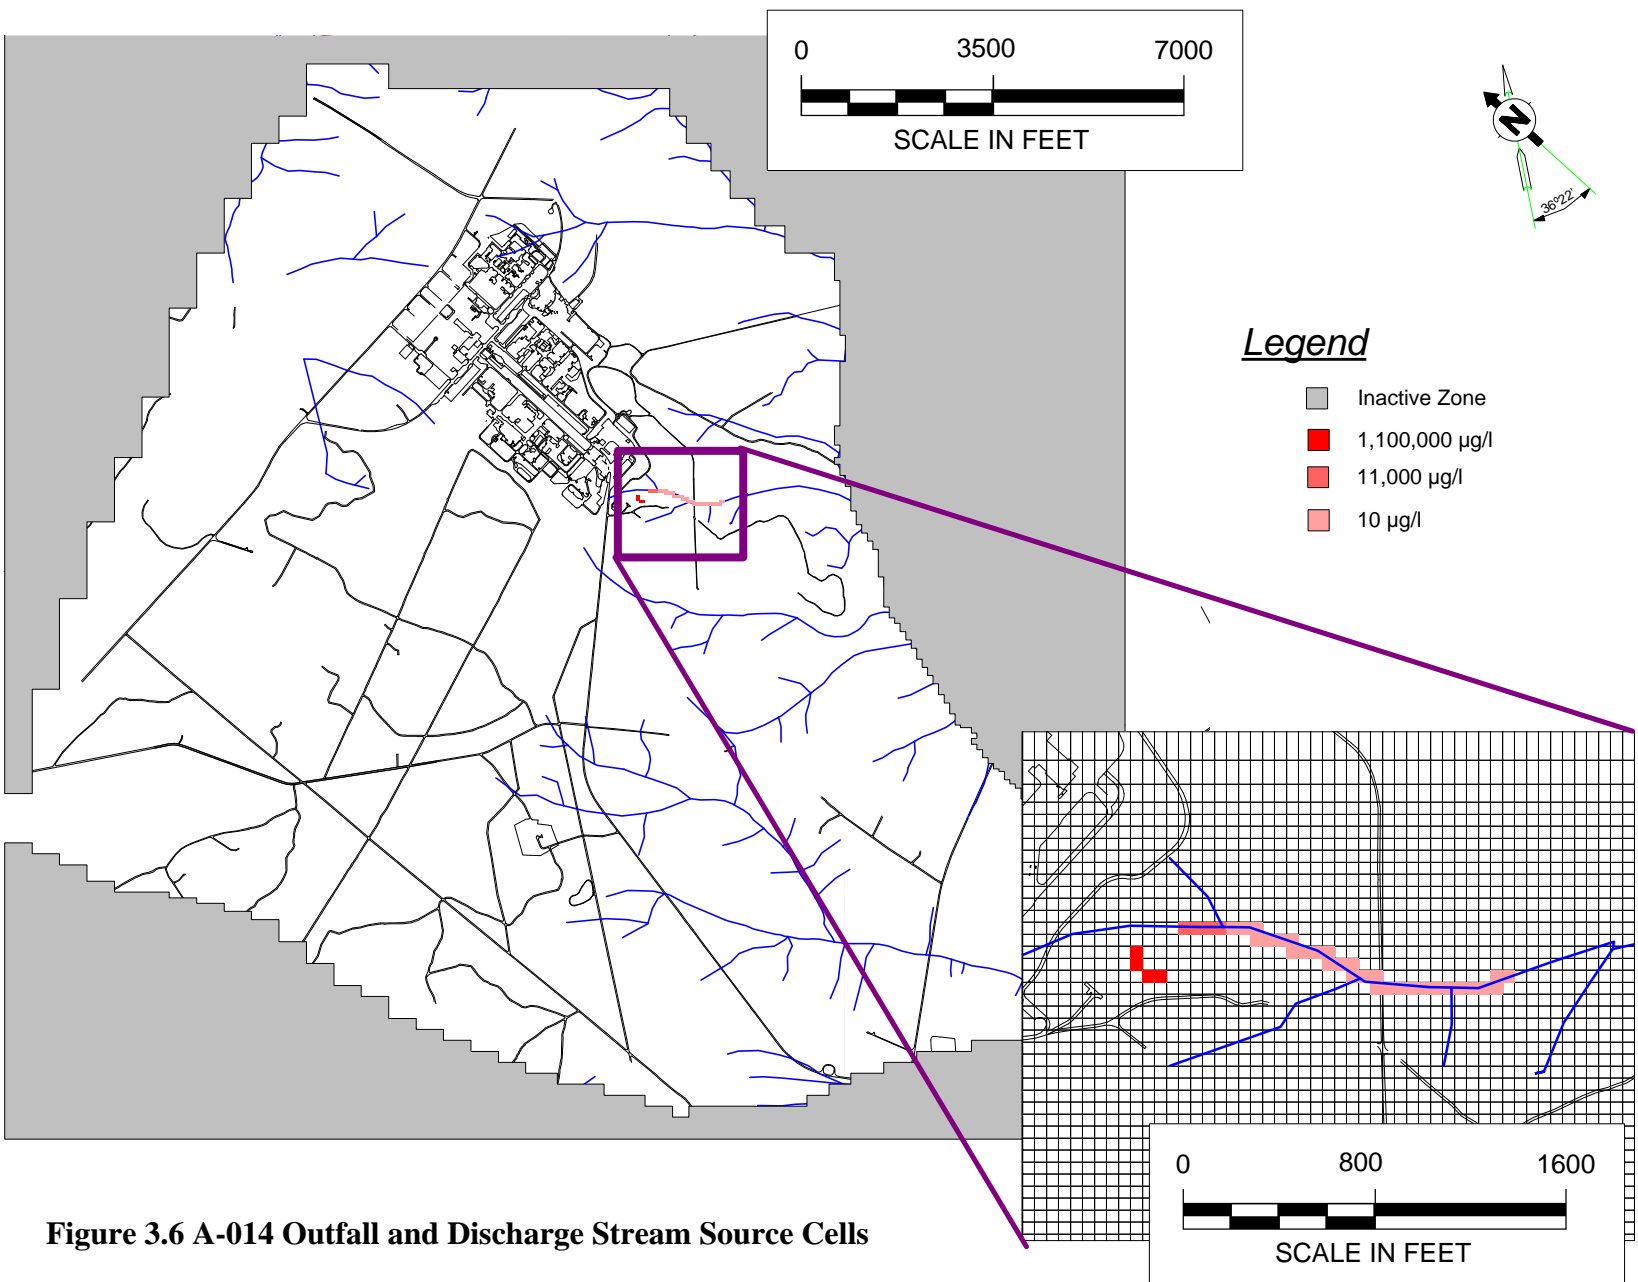 0 3500 7000
SCALE IN FEET
N
36°22'
Legend
Inactive Zone
1,100,000 µg/l
11,000 µg/l
10 µg/l
0 800 1600
SCALE IN FEET
Figure 3.6 A-014 Outfall and Discharge Stream Source Cells